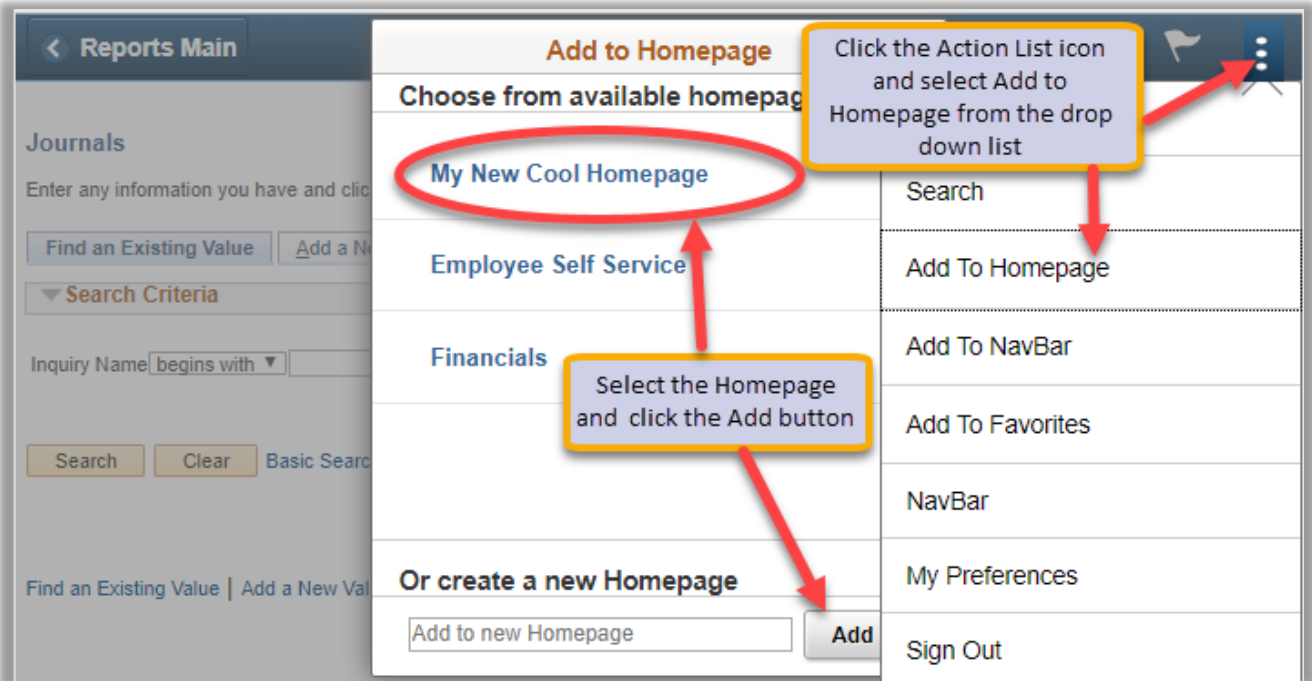 Reports Main
Journals
Enter any information you have and clic
Find an Existing Value
Add a Ne
Search Criteria
Inquiry Name
begins with
Search
Clear
Basic Searc
Find an Existing Value | Add a New Val
Add to Homepage
Choose from available homepag
My New Cool Homepage
Employee Self Service
Financials
Or create a new Homepage
Add to new Homepage
Add
Click the Action List icon
and select Add to
Homepage from the drop
down list
Select the Homepage
and click the Add button
Search
Add To Homepage
Add To NavBar
Add To Favorites
NavBar
My Preferences
Sign Out